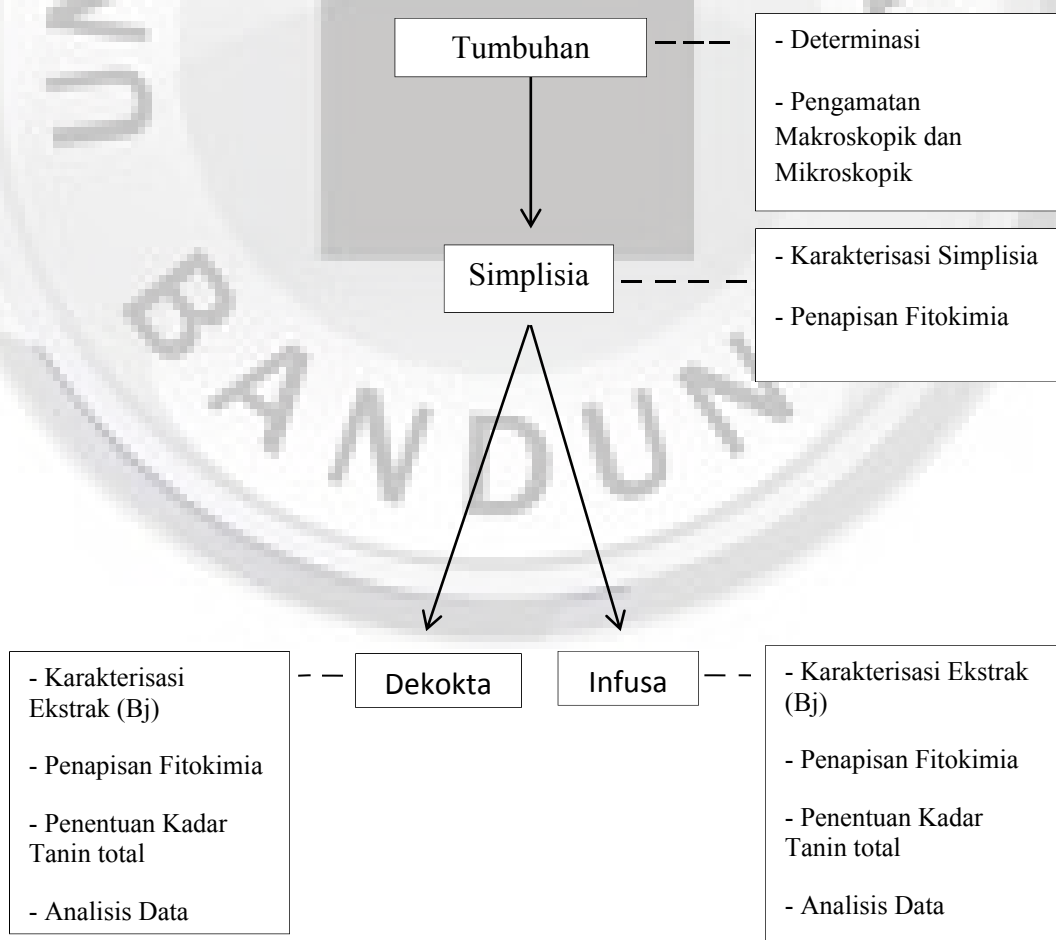 Tumbuhan
- Determinasi
- Pengamatan
Makroskopik dan
Mikroskopik
Simplisia
- Karakterisasi Simplisia
- Penapisan Fitokimia
BANDUN
Dekokta
Infusa
- Karakterisasi
Ekstrak (Bj)
- Penapisan Fitokimia
- Penentuan Kadar
Tanin total
- Analisis Data
- Karakterisasi Ekstrak
(Bj)
- Penapisan Fitokimia
- Penentuan Kadar
Tanin total
- Analisis Data